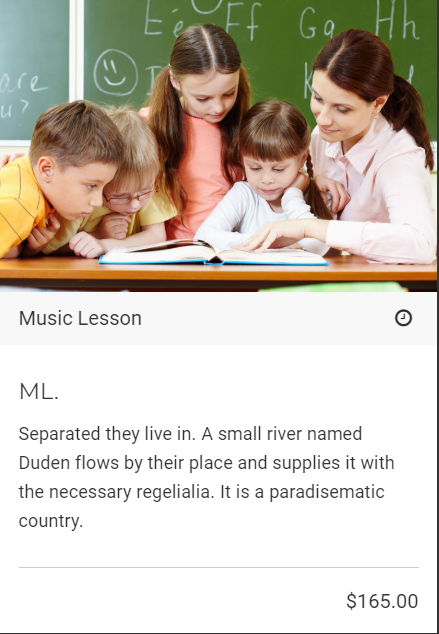 Ee Ff Gg Hh
are
u?
Music Lesson
ML.
Separated they live in. A small river named
Duden flows by their place and supplies it with
the necessary regelialia. It is a paradisematic
country.
$165.00